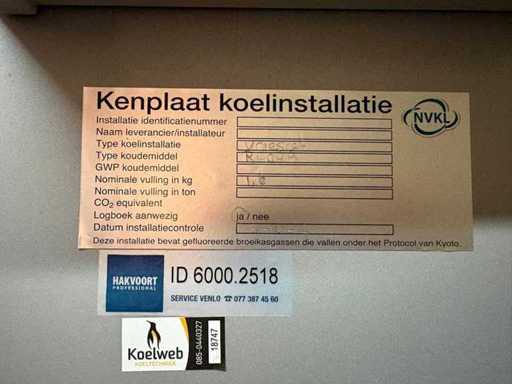 Kenplaat koelinstallatie
NVKL
Installatie identificatienummer
Naam leverancier/installateur
Type koelinstallatie
Type koudemiddel
GWP koudemiddel
Nominale vulling in kg 1,6
Nominale vulling in ton
CO₂ equivalent
Logboek aanwezig ja / nee
Datum installatiecontrole
Deze installatie bevat gefluoreerde broeikasgassen die vallen onder het Protocol van Kyoto.
HAKVOORT
PROFESSIONAL
ID 6000.2518
SERVICE VENLO ☎ 077 387 45 60
Koelweb
KOELTECHNIEK
085-0440327
18747